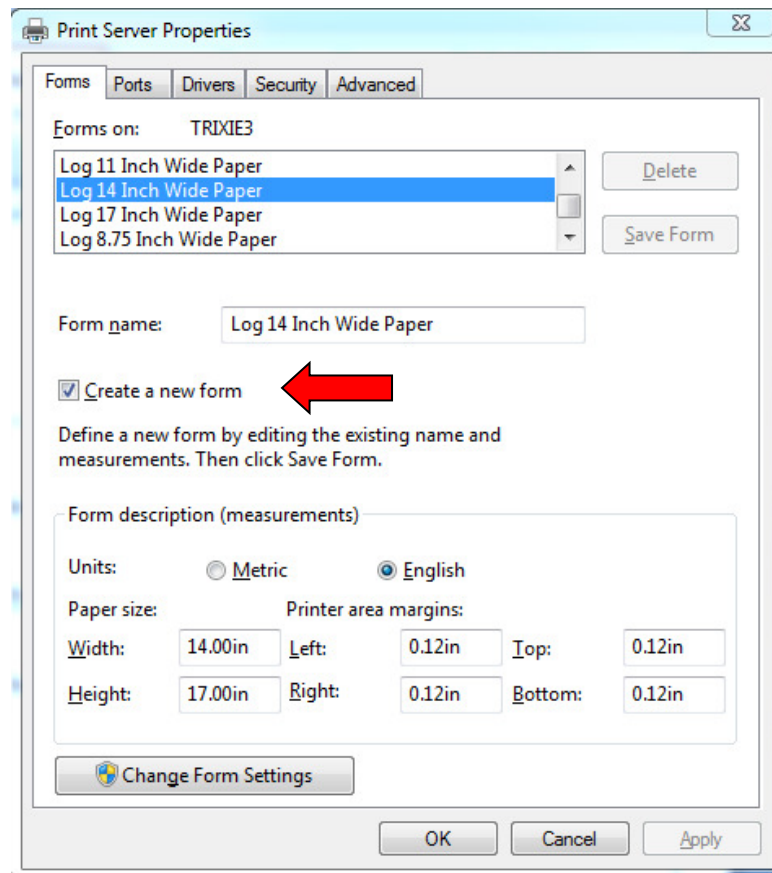 Print Server Properties
Forms Ports Drivers Security Advanced
Forms on: TRIXIE3
Log 11 Inch Wide Paper
Log 14 Inch Wide Paper
Log 17 Inch Wide Paper
Log 8.75 Inch Wide Paper
Delete
Save Form
Form name: Log 14 Inch Wide Paper
Create a new form
Define a new form by editing the existing name and
measurements. Then click Save Form.
Form description (measurements)
Units: Metric English
Paper size: Printer area margins:
Width: 14.00in Left: 0.12in Top: 0.12in
Height: 17.00in Right: 0.12in Bottom: 0.12in
Change Form Settings
OK Cancel Apply